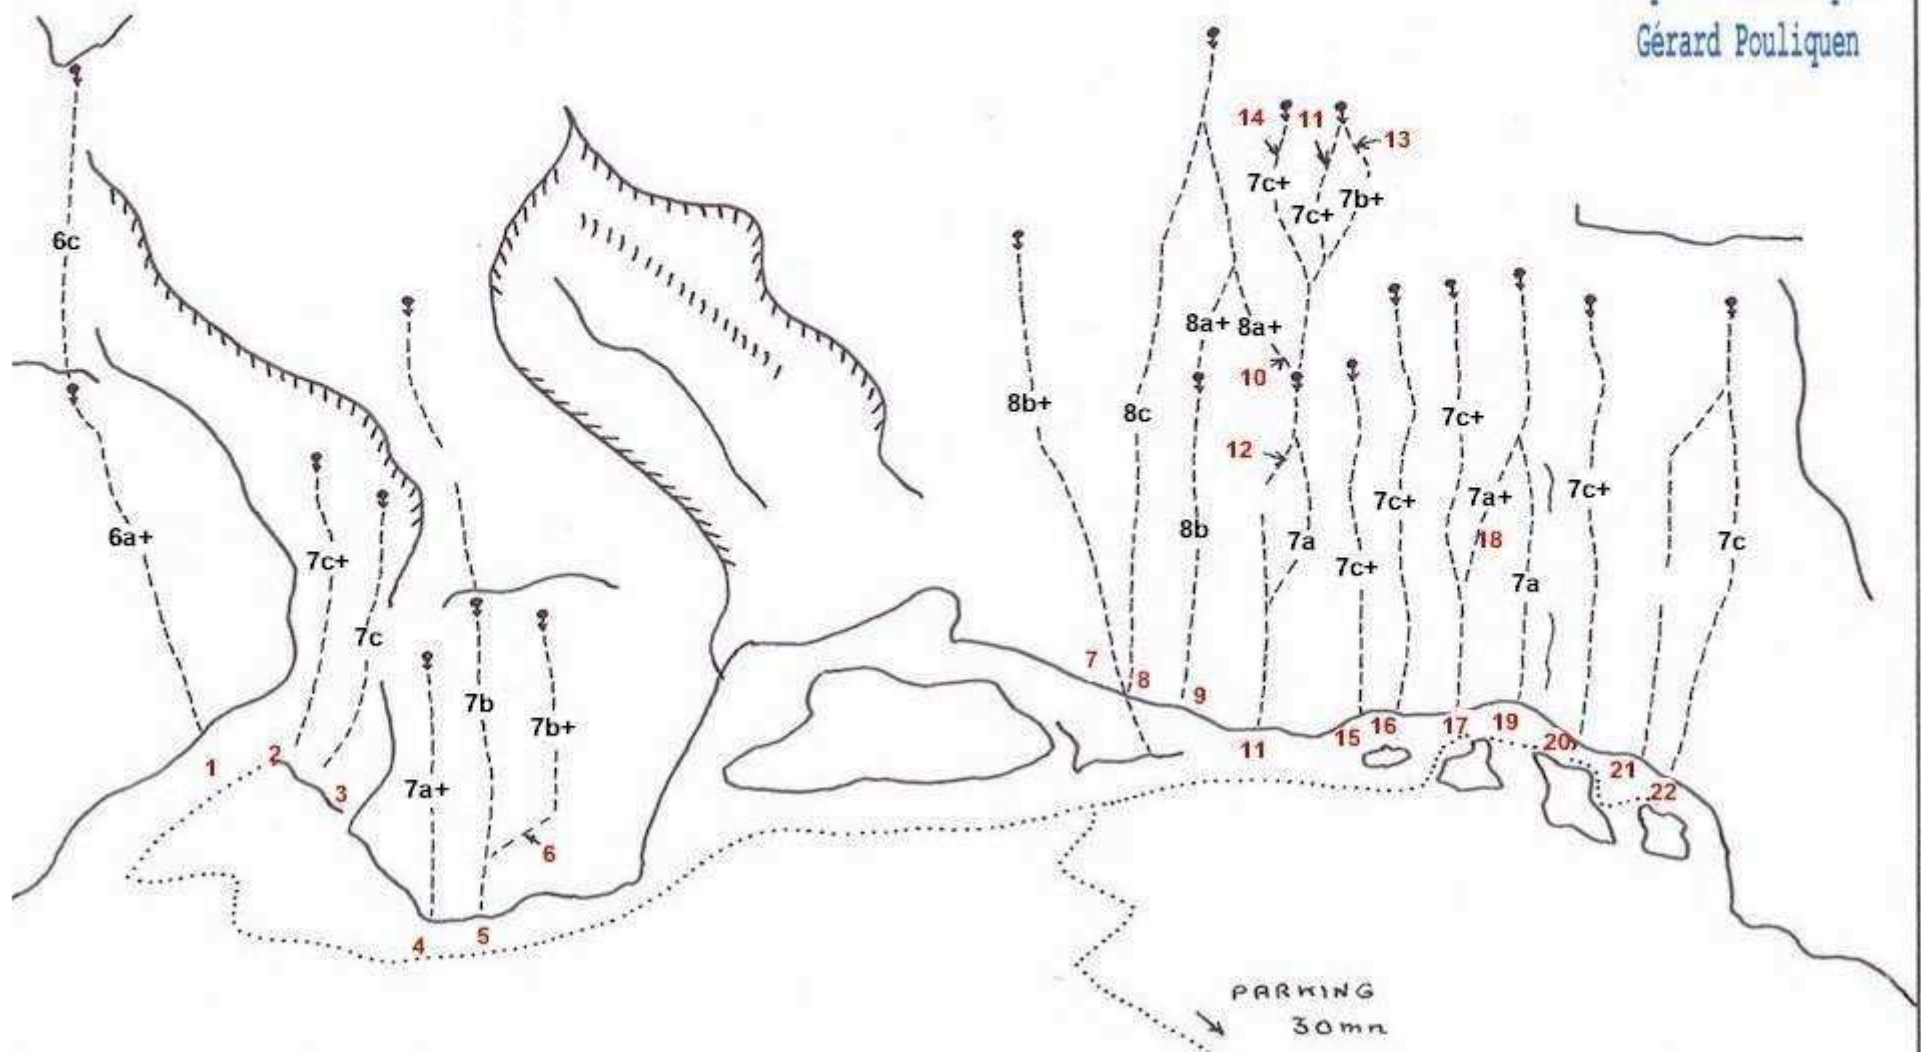 Gérard Pouliquen
14 11 13
7c+ 7c+ 7b+
6c
8a+ 8a+
10
8b+ 8c 7c+
12
6a+ 7c+ 8b 7a 7c+ 7c+ 7a+ 18 7a 7c+ 7c
7c
7b 7b+
7a+
7 8 9
11 15 16 17 19 20 21 22
1 2 3
6
4 5
PARKING
30mn